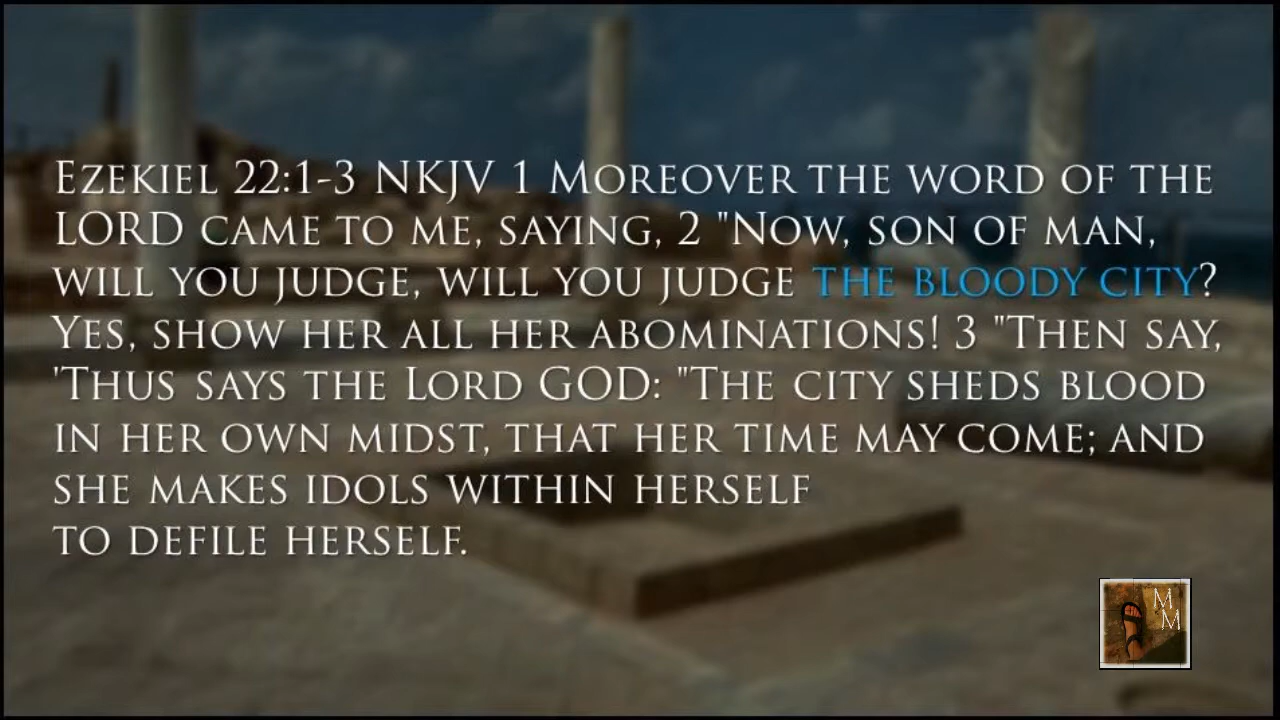 Ezekiel 22:1-3 NKJV 1 Moreover the word of the
LORD came to me, saying, 2 "Now, son of man,
will you judge, will you judge the bloody city?
Yes, show her all her abominations! 3 "Then say,
'Thus says the Lord GOD: "The city sheds blood
in her own midst, that her time may come; and
she makes idols within herself
to defile herself.
M
M